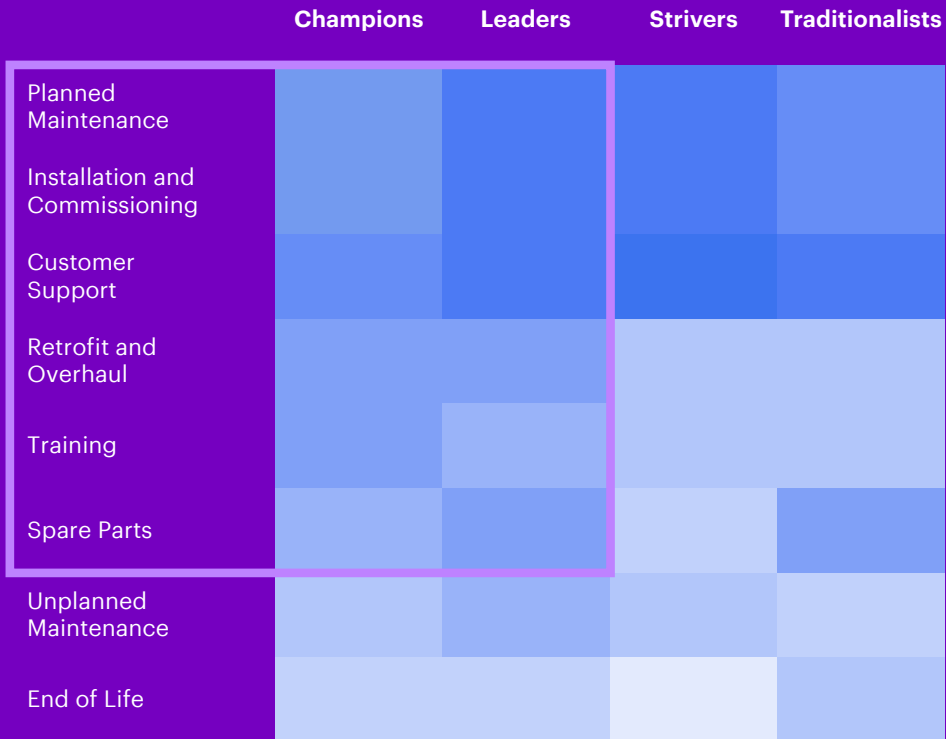 Champions Leaders Strivers Traditionalists
Planned
Maintenance
Installation and
Commissioning
Customer
Support
Retrofit and
Overhaul
Training
Spare Parts
Unplanned
Maintenance
End of Life